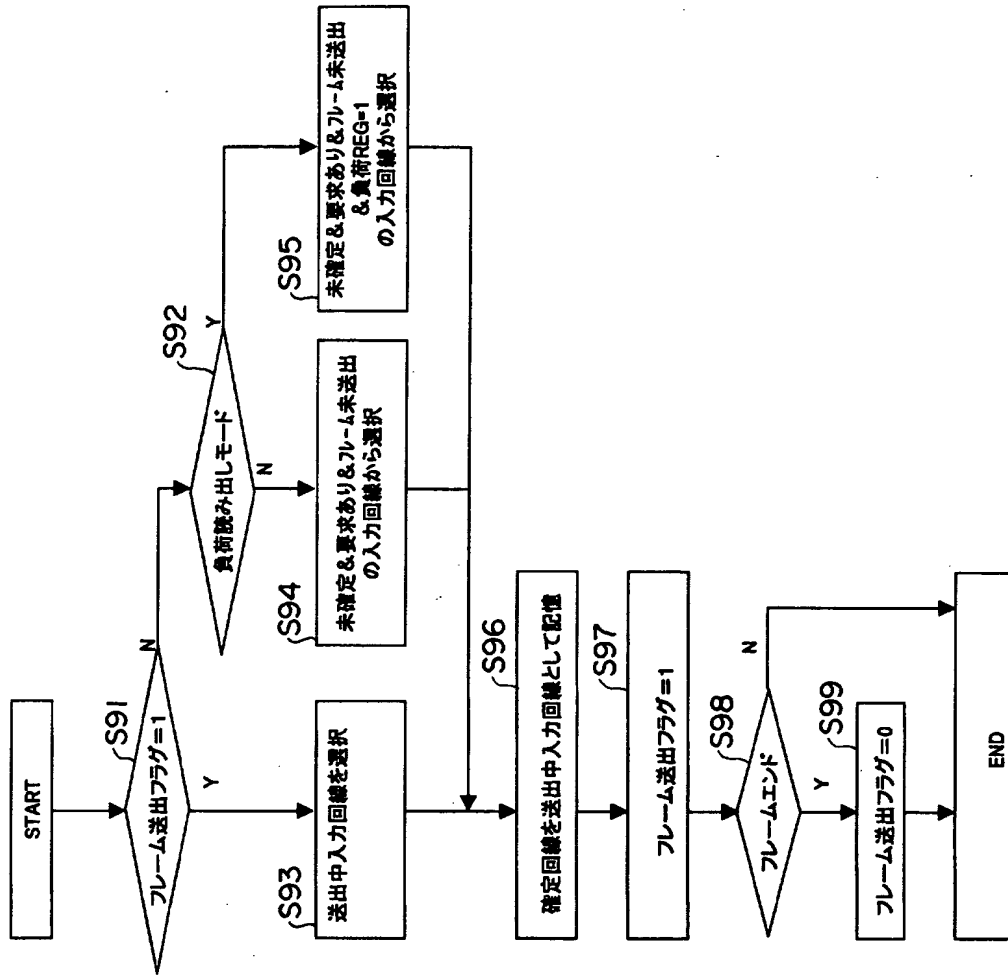 START
S91
フレーム送出フラグ=1
N
Y
S92
負荷読み出しモード
Y
N
S93
送出中入力回線を選択
S94
未確定&要求あり&フレーム未送出
の入力回線から選択
S95
未確定&要求あり&フレーム未送出
&負荷REG=1
の入力回線から選択
S96
確定回線を送出中入力回線として記憶
S97
フレーム送出フラグ=1
S98
フレームエンド
N
Y
S99
フレーム送出フラグ=0
END